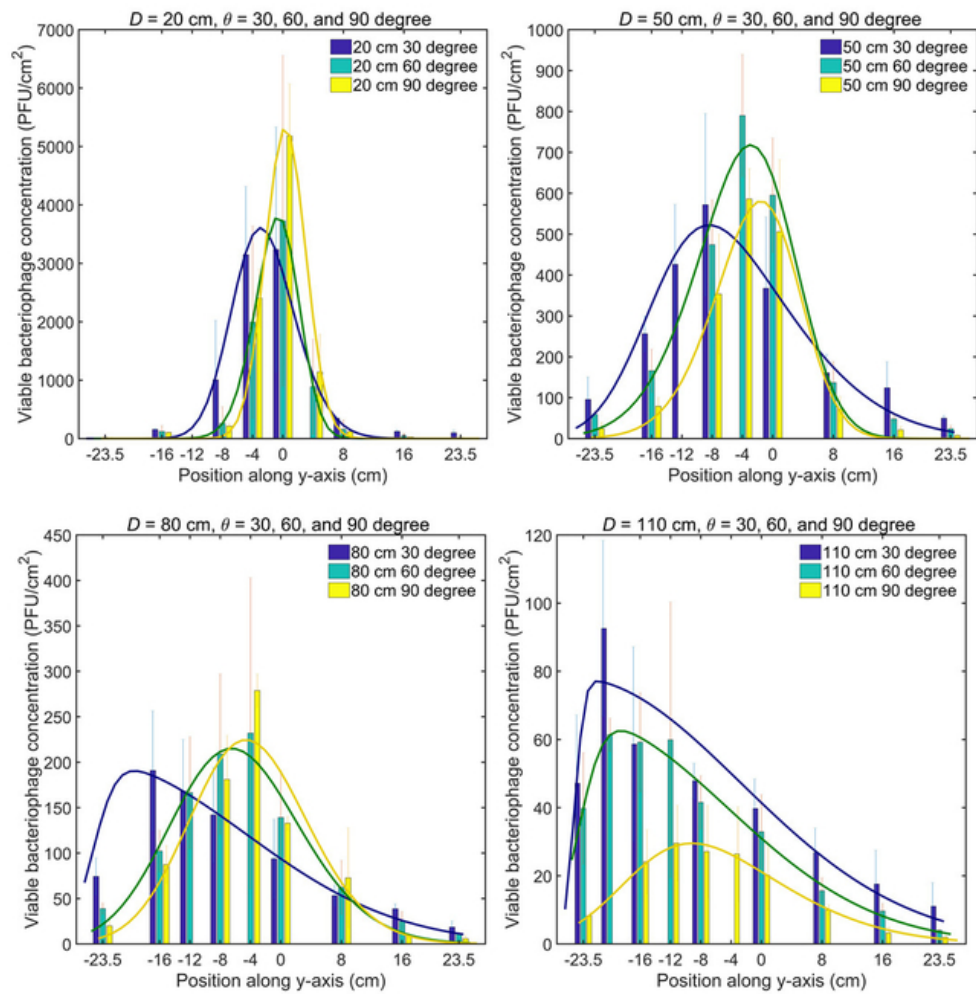 D = 20 cm, θ = 30, 60, and 90 degree
Viable bacteriophage concentration (PFU/cm²)
7000
6000
5000
4000
3000
2000
1000
0
20 cm 30 degree
20 cm 60 degree
20 cm 90 degree
-23.5 -16 -12 -8 -4 0 8 16 23.5
Position along y-axis (cm)
D = 50 cm, θ = 30, 60, and 90 degree
Viable bacteriophage concentration (PFU/cm²)
1000
900
800
700
600
500
400
300
200
100
0
50 cm 30 degree
50 cm 60 degree
50 cm 90 degree
-23.5 -16 -12 -8 -4 0 8 16 23.5
Position along y-axis (cm)
D = 80 cm, θ = 30, 60, and 90 degree
Viable bacteriophage concentration (PFU/cm²)
450
400
350
300
250
200
150
100
50
0
80 cm 30 degree
80 cm 60 degree
80 cm 90 degree
-23.5 -16 -12 -8 -4 0 8 16 23.5
Position along y-axis (cm)
D = 110 cm, θ = 30, 60, and 90 degree
Viable bacteriophage concentration (PFU/cm²)
120
100
80
60
40
20
0
110 cm 30 degree
110 cm 60 degree
110 cm 90 degree
-23.5 -16 -12 -8 -4 0 8 16 23.5
Position along y-axis (cm)